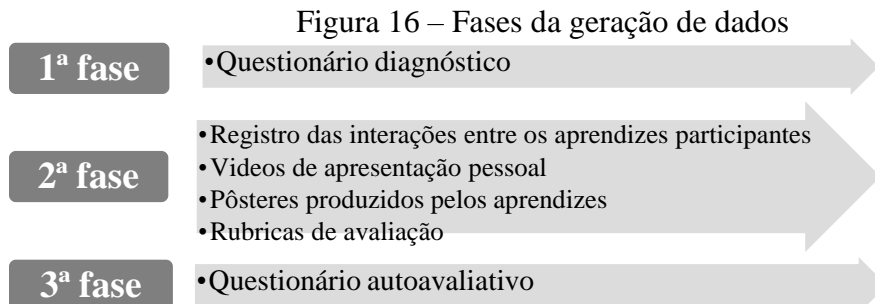 Figura 16 – Fases da geração de dados
1ª fase
•Questionário diagnóstico
2ª fase
•Registro das interações entre os aprendizes participantes
•Videos de apresentação pessoal
•Pôsteres produzidos pelos aprendizes
•Rubricas de avaliação
3ª fase
•Questionário autoavaliativo